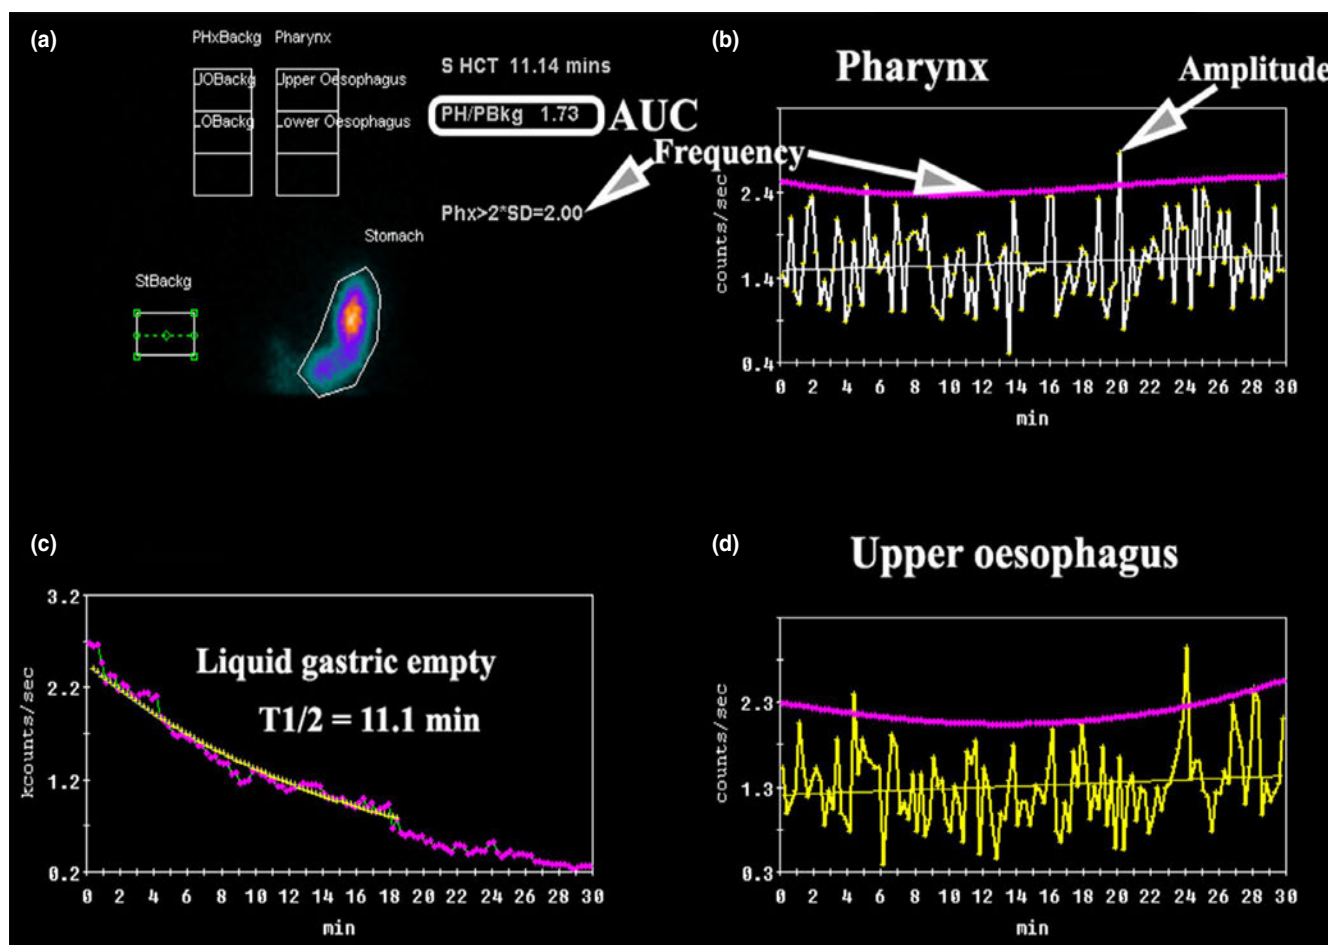 (a)
PHxBackg Pharynx
UOBackg Upper Oesophagus
LOBackg Lower Oesophagus
S HCT 11.14 mins
PH/PBkg 1.73
AUC
Frequency
Phx>2*SD=2.00
Stomach
StBackg
(b)
Pharynx
Amplitude
counts/sec
2.4
1.4
0.4
0 2 4 6 8 10 12 14 16 18 20 22 24 26 28 30
min
(c)
Liquid gastric empty
T1/2 = 11.1 min
kcounts/sec
3.2
2.2
1.2
0.2
0 2 4 6 8 10 12 14 16 18 20 22 24 26 28 30
min
(d)
Upper oesophagus
counts/sec
2.3
1.3
0.3
0 2 4 6 8 10 12 14 16 18 20 22 24 26 28 30
min